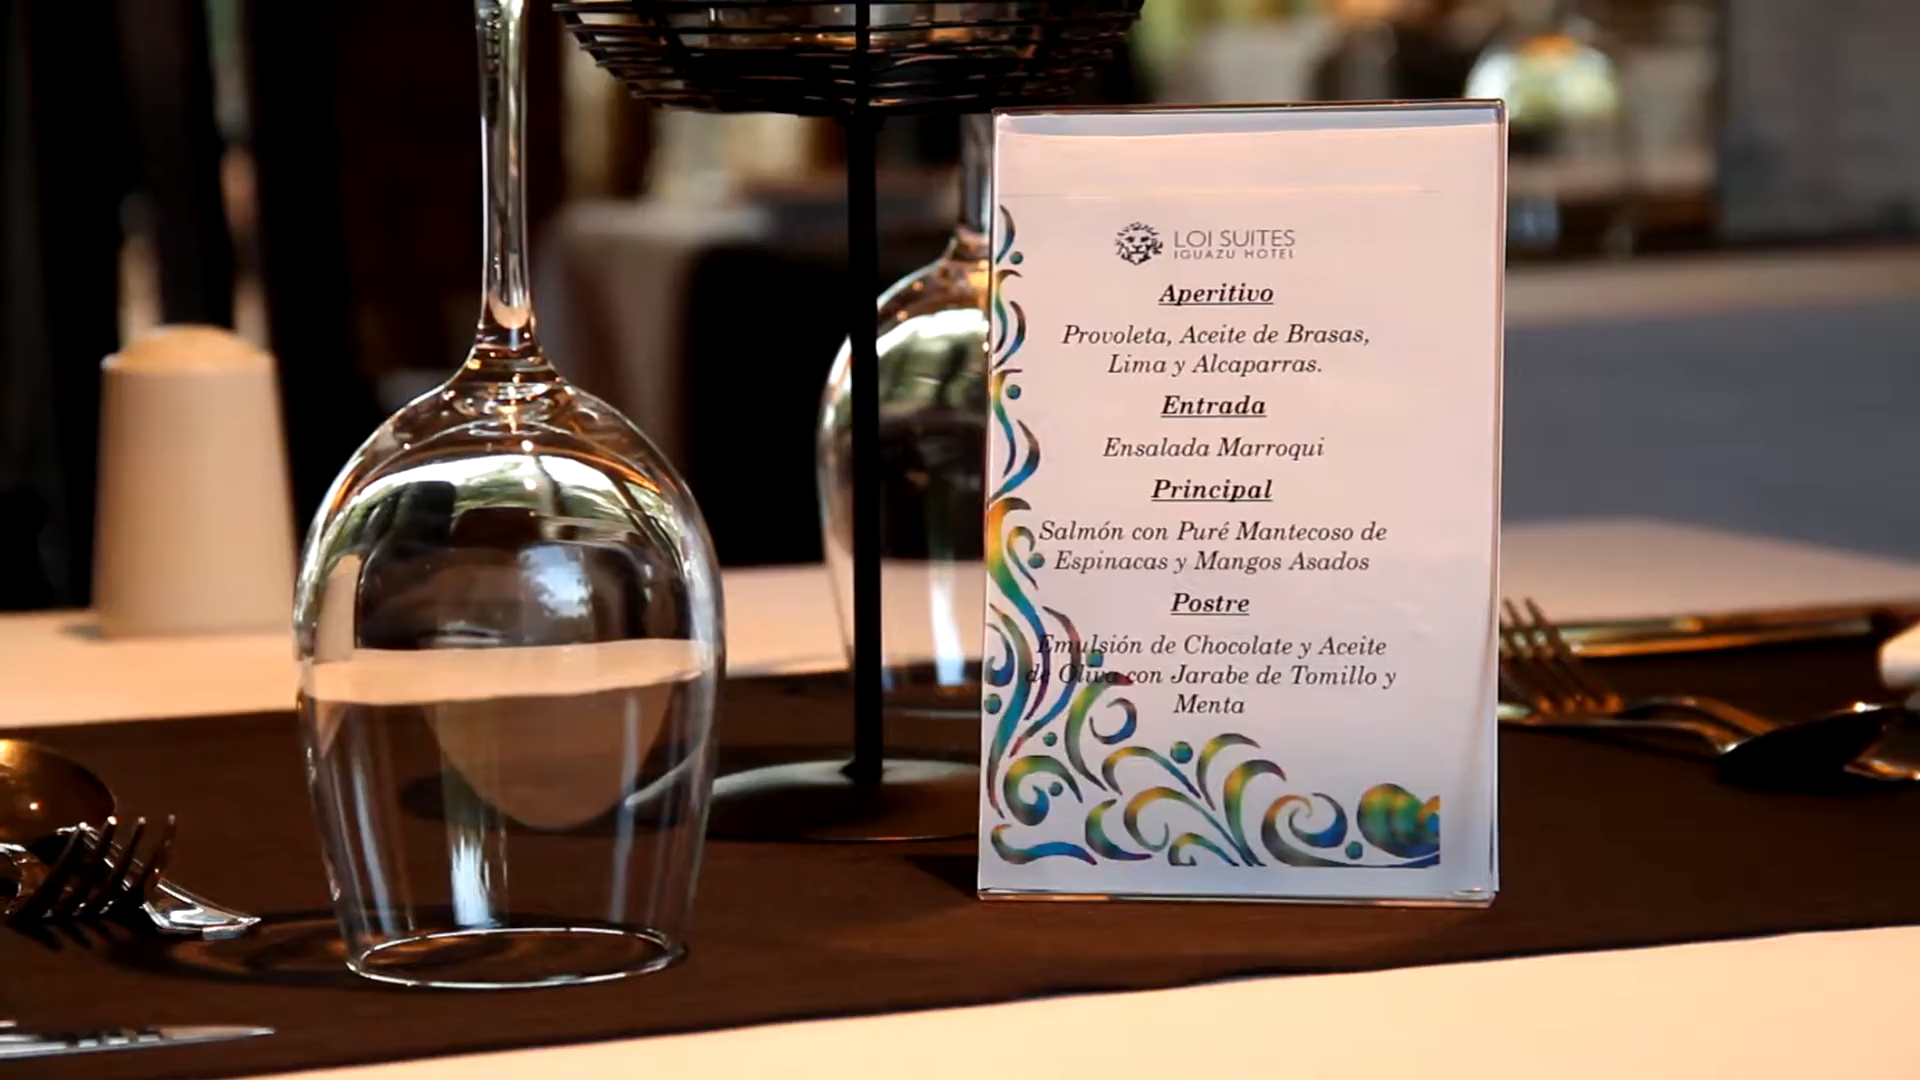 LOI SUITES
IGUAZU HOTEL
Aperitivo
Provoleta, Aceite de Brasas,
Lima y Alcaparras.
Entrada
Ensalada Marroqui
Principal
Salmón con Puré Mantecoso de
Espinacas y Mangos Asados
Postre
Emulsión de Chocolate y Aceite
de Oliva con Jarabe de Tomillo y
Menta